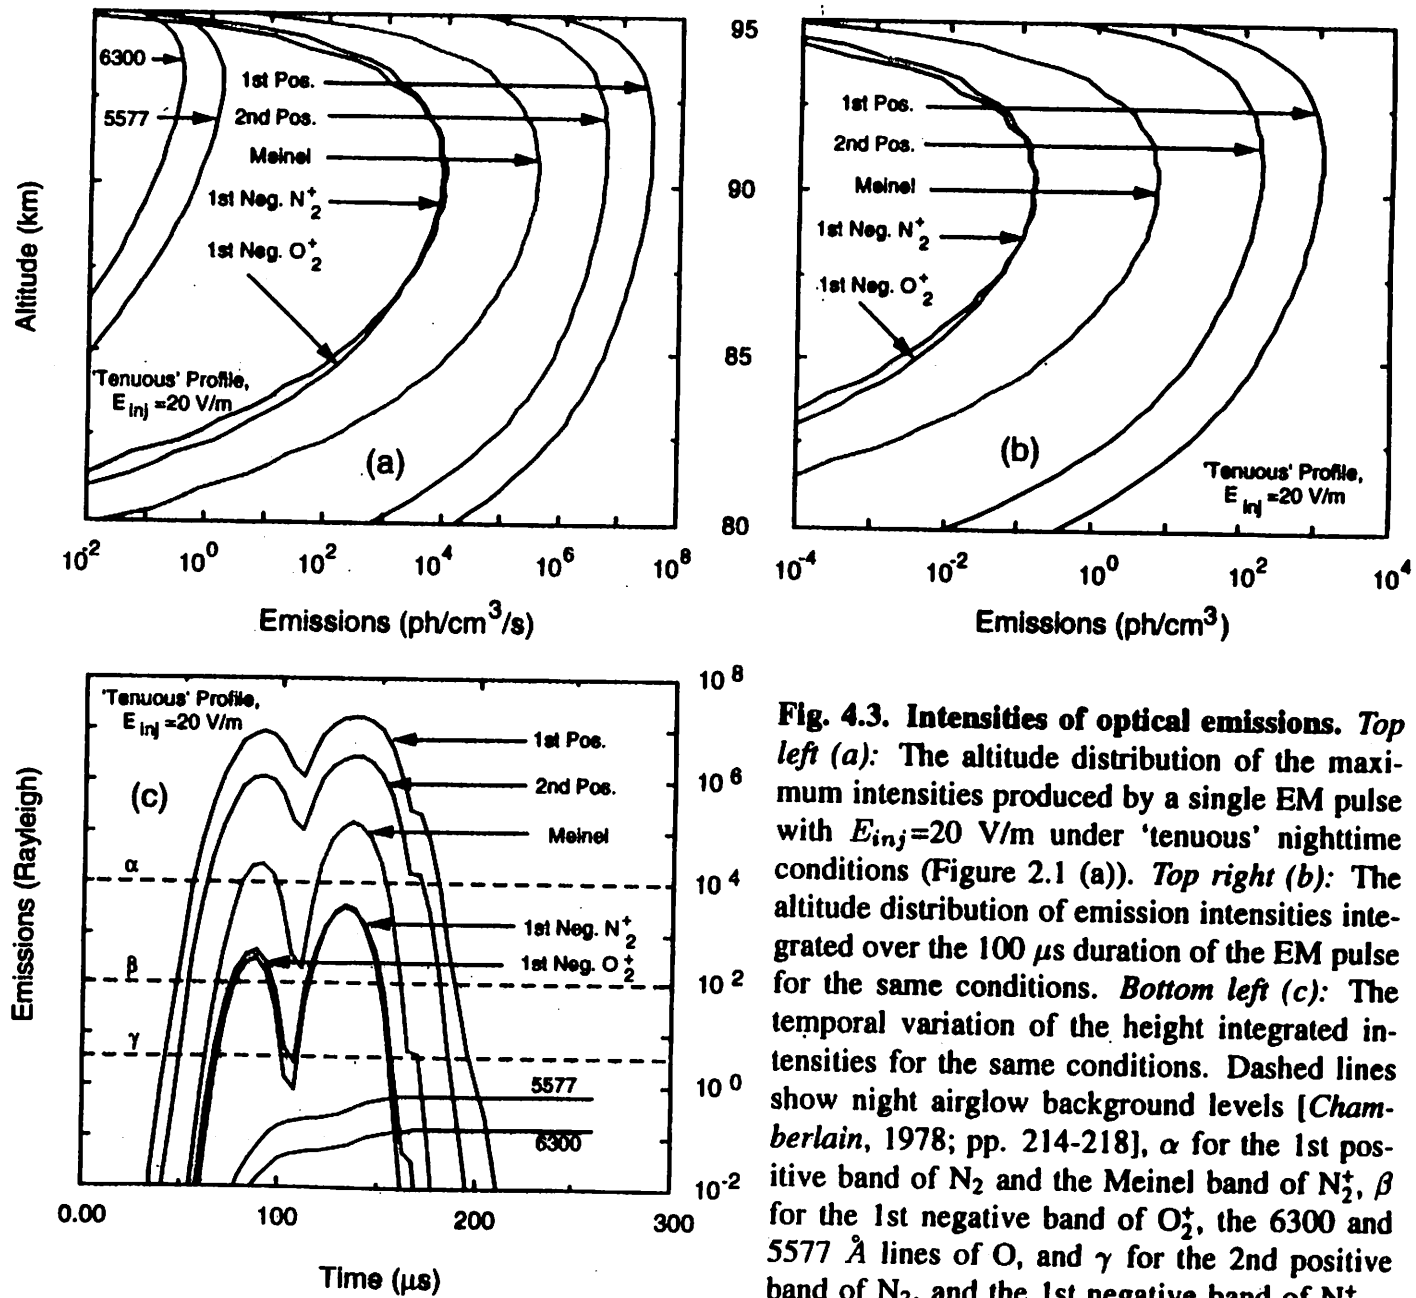 6300
5577
1st Pos.
2nd Pos.
Meinel
1st Neg. N₂⁺
1st Neg. O₂⁺
'Tenuous' Profile,
E inj =20 V/m
(a)
Altitude (km)
10⁻² 10⁰ 10² 10⁴ 10⁶ 10⁸
Emissions (ph/cm³/s)
95
90
85
80
1st Pos.
2nd Pos.
Meinel
1st Neg. N₂⁺
1st Neg. O₂⁺
(b)
'Tenuous' Profile,
E inj =20 V/m
10⁻⁴ 10⁻² 10⁰ 10² 10⁴
Emissions (ph/cm³)
'Tenuous' Profile,
E inj =20 V/m
(c)
1st Pos.
2nd Pos.
Meinel
1st Neg. N₂⁺
1st Neg. O₂⁺
5577
6300
α
β
γ
10⁸
10⁶
10⁴
10²
10⁰
10⁻²
Emissions (Rayleigh)
0.00 100 200 300
Time (μs)
Fig. 4.3. Intensities of optical emissions. Top
left (a): The altitude distribution of the maxi-
mum intensities produced by a single EM pulse
with Eᵢₙⱼ=20 V/m under 'tenuous' nighttime
conditions (Figure 2.1 (a)). Top right (b): The
altitude distribution of emission intensities inte-
grated over the 100 μs duration of the EM pulse
for the same conditions. Bottom left (c): The
temporal variation of the height integrated in-
tensities for the same conditions. Dashed lines
show night airglow background levels [Cham-
berlain, 1978; pp. 214-218], α for the 1st pos-
itive band of N₂ and the Meinel band of N₂⁺, β
for the 1st negative band of O₂⁺, the 6300 and
5577 Å lines of O, and γ for the 2nd positive
band of N₂, and the 1st negative band of N⁺